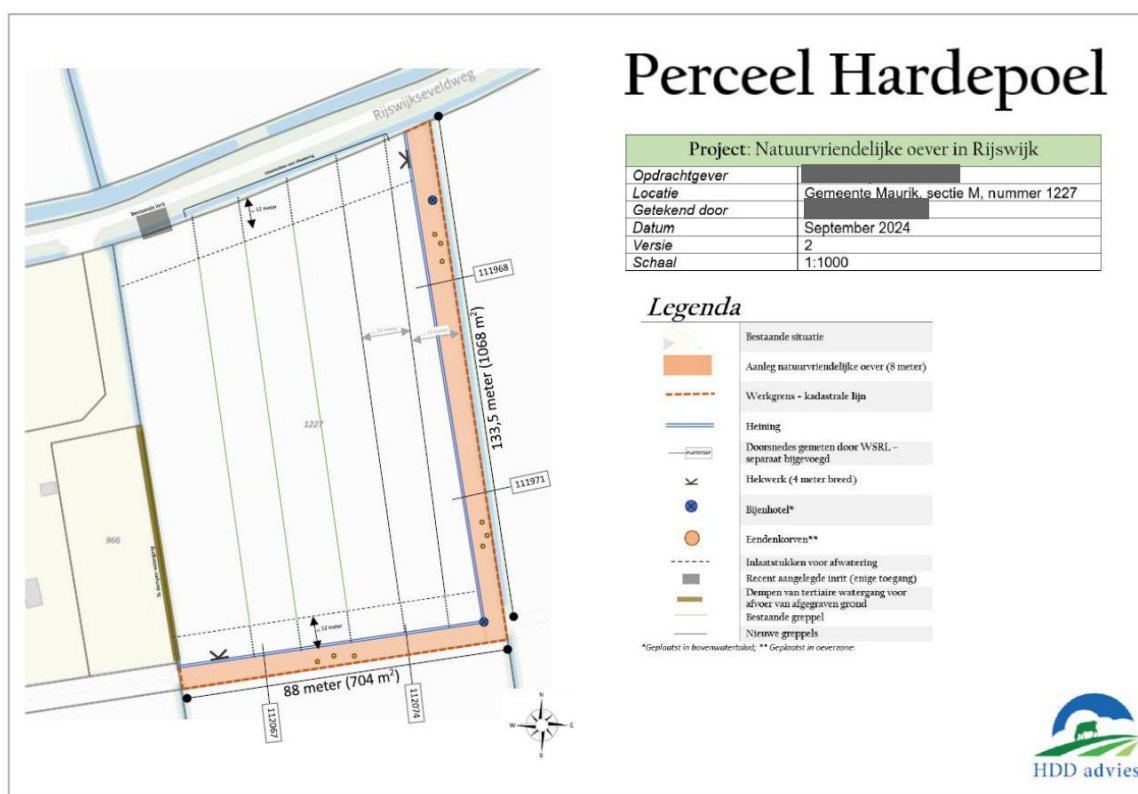 Perceel Hardepoel
Project: Natuurvriendelijke oever in Rijswijk
Opdrachtgever
Locatie Gemeente Maurik, sectie M, nummer 1227
Getekend door
Datum September 2024
Versie 2
Schaal 1:1000
Legenda
Bestaande situatie
Aanleg natuurvriendelijke oever (8 meter)
Werkgrens - kadastrale lijn
Heining
Doorsnedes gemeten door WSRL –
separaat bijgevoegd
Hekwerk (4 meter breed)
Bijenhotel*
Eendenkorven**
Inlaatstukken voor afwatering
Recent aangelegde inrit (enige toegang)
Dempen van tertiaire watergang voor
afvoer van afgegraven grond
Bestaande greppel
Nieuwe greppels
*Geplaatst in bovenwatertalud; ** Geplaatst in oeverzone.
Rijswijkseveldweg
Bestaande inrit
± 12 meter
111968
133,5 meter (1068 m²)
1227
111971
966
± 12 meter
88 meter (704 m²)
112067
112074
N
W E
S
HDD advies